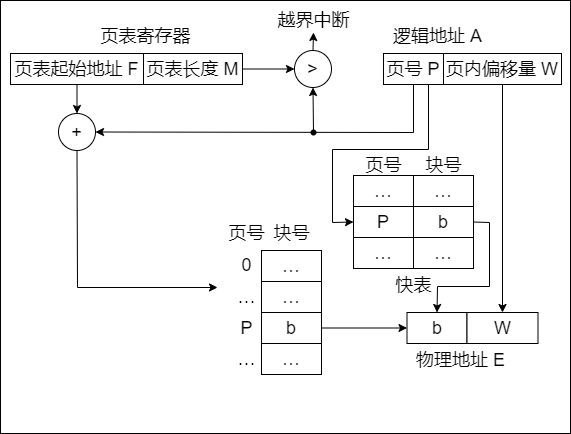 越界中断
页表寄存器
逻辑地址 A
页表起始地址 F 页表长度 M
>
页号 P 页内偏移量 W
+
页号 块号
... ...
P b
... ...
快表
页号 块号
0 ...
... ...
P b
... ...
b W
物理地址 E